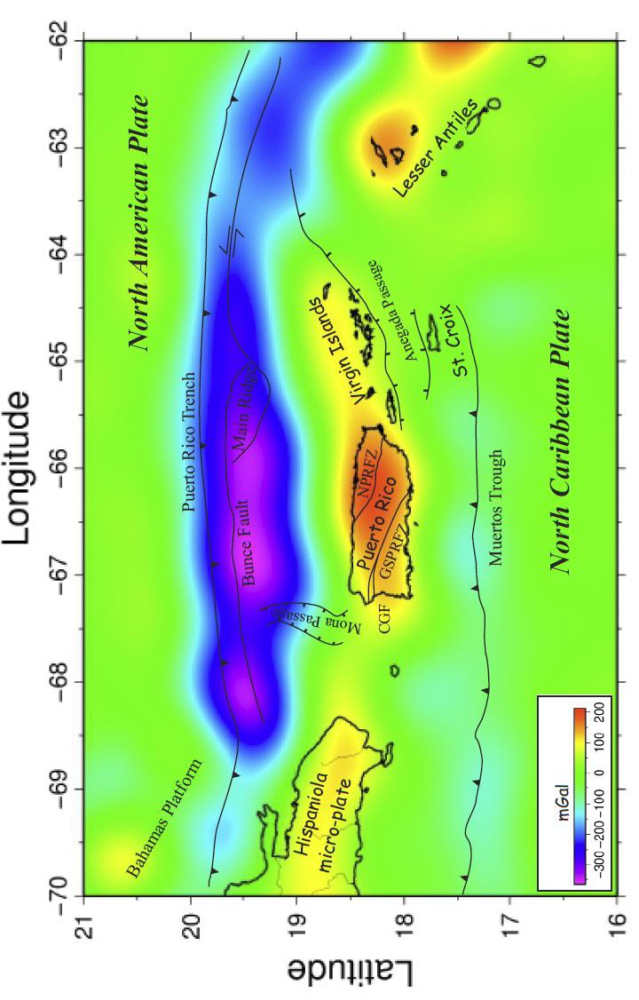 Longitude
−70 −69 −68 −67 −66 −65 −64 −63 −62
21
20
19
18
17
16
Latitude
North American Plate
Bahamas Platform
Puerto Rico Trench
Main Ridge
Bunce Fault
Mona Passage
Hispaniola
micro-plate
CGF
NPRFZ
Puerto Rico
GSPRFZ
Virgin Islands
Anegada Passage
St. Croix
Lesser Antiles
Muertos Trough
North Caribbean Plate
mGal
−300 −200 −100 0 100 200